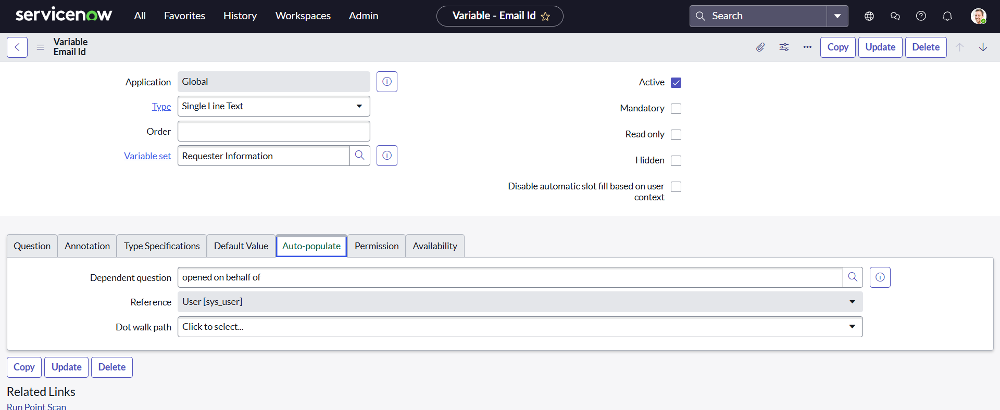 servicenow All Favorites History Workspaces Admin Variable - Email Id Search
Variable
Email Id
Copy Update Delete
Application Global
Type Single Line Text
Order
Variable set Requester Information
Active
Mandatory
Read only
Hidden
Disable automatic slot fill based on user
context
Question Annotation Type Specifications Default Value Auto-populate Permission Availability
Dependent question opened on behalf of
Reference User [sys_user]
Dot walk path Click to select...
Copy Update Delete
Related Links
Run Point Scan